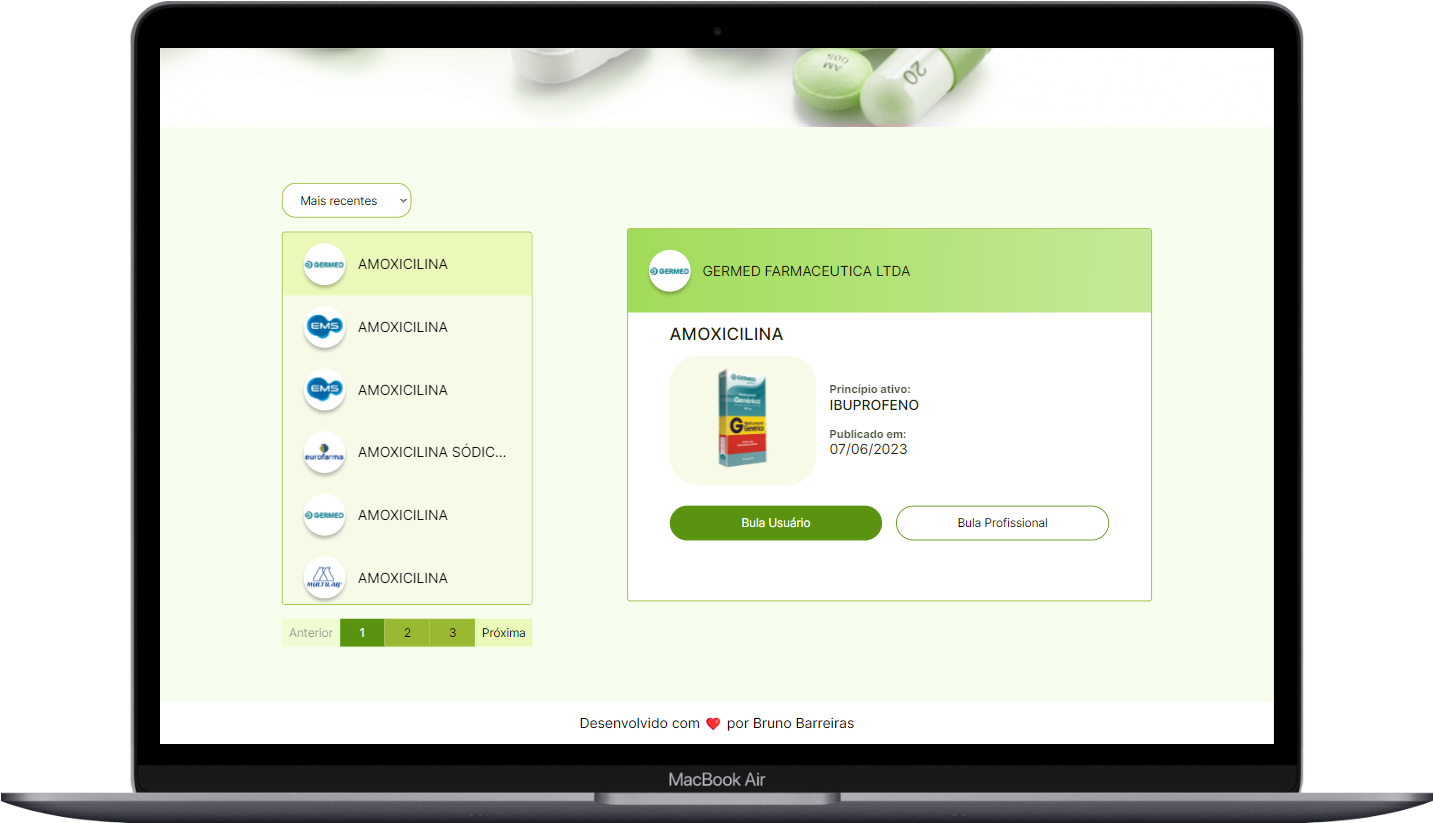 AM
DOS
20
Mais recentes
GERMED
AMOXICILINA
EMS
AMOXICILINA
EMS
AMOXICILINA
eurofarma
AMOXICILINA SÓDIC...
GERMED
AMOXICILINA
MULTILAB
AMOXICILINA
Anterior 1 2 3 Próxima
GERMED
GERMED FARMACEUTICA LTDA
AMOXICILINA
GERMED
Genérico
G Genérico
Princípio ativo:
IBUPROFENO
Publicado em:
07/06/2023
Bula Usuário
Bula Profissional
Desenvolvido com ❤️ por Bruno Barreiras
MacBook Air